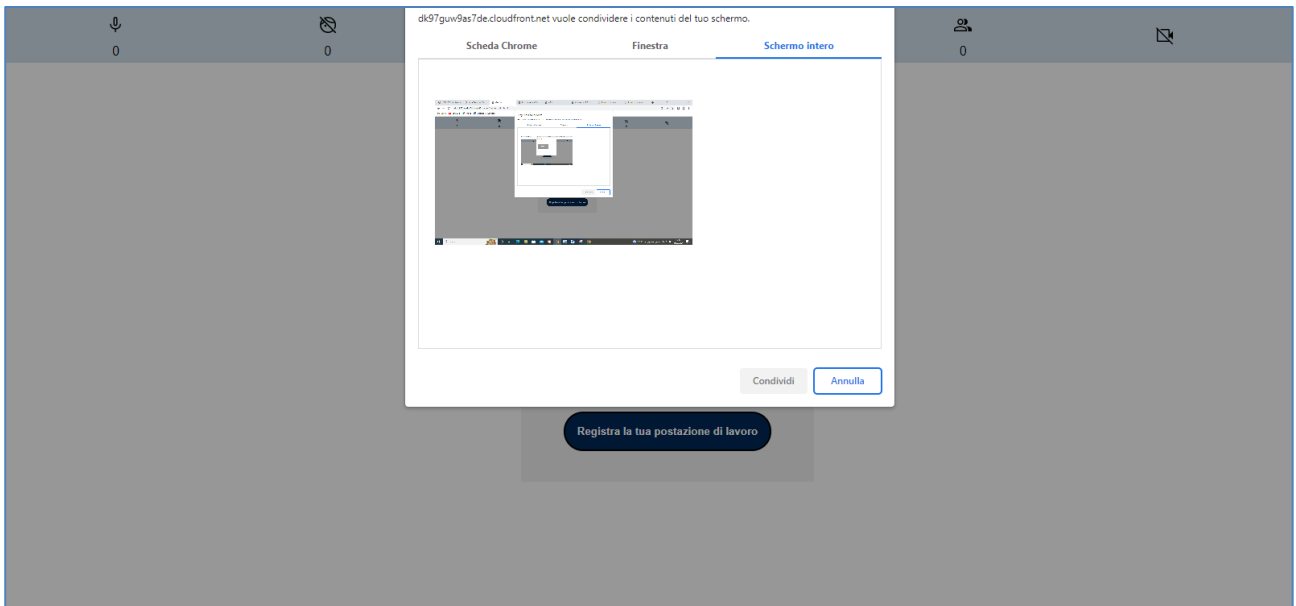 dk97guw9as7de.cloudfront.net vuole condividere i contenuti del tuo schermo.
Scheda Chrome
Finestra
Schermo intero
0
0
0
Condividi
Annulla
Registra la tua postazione di lavoro